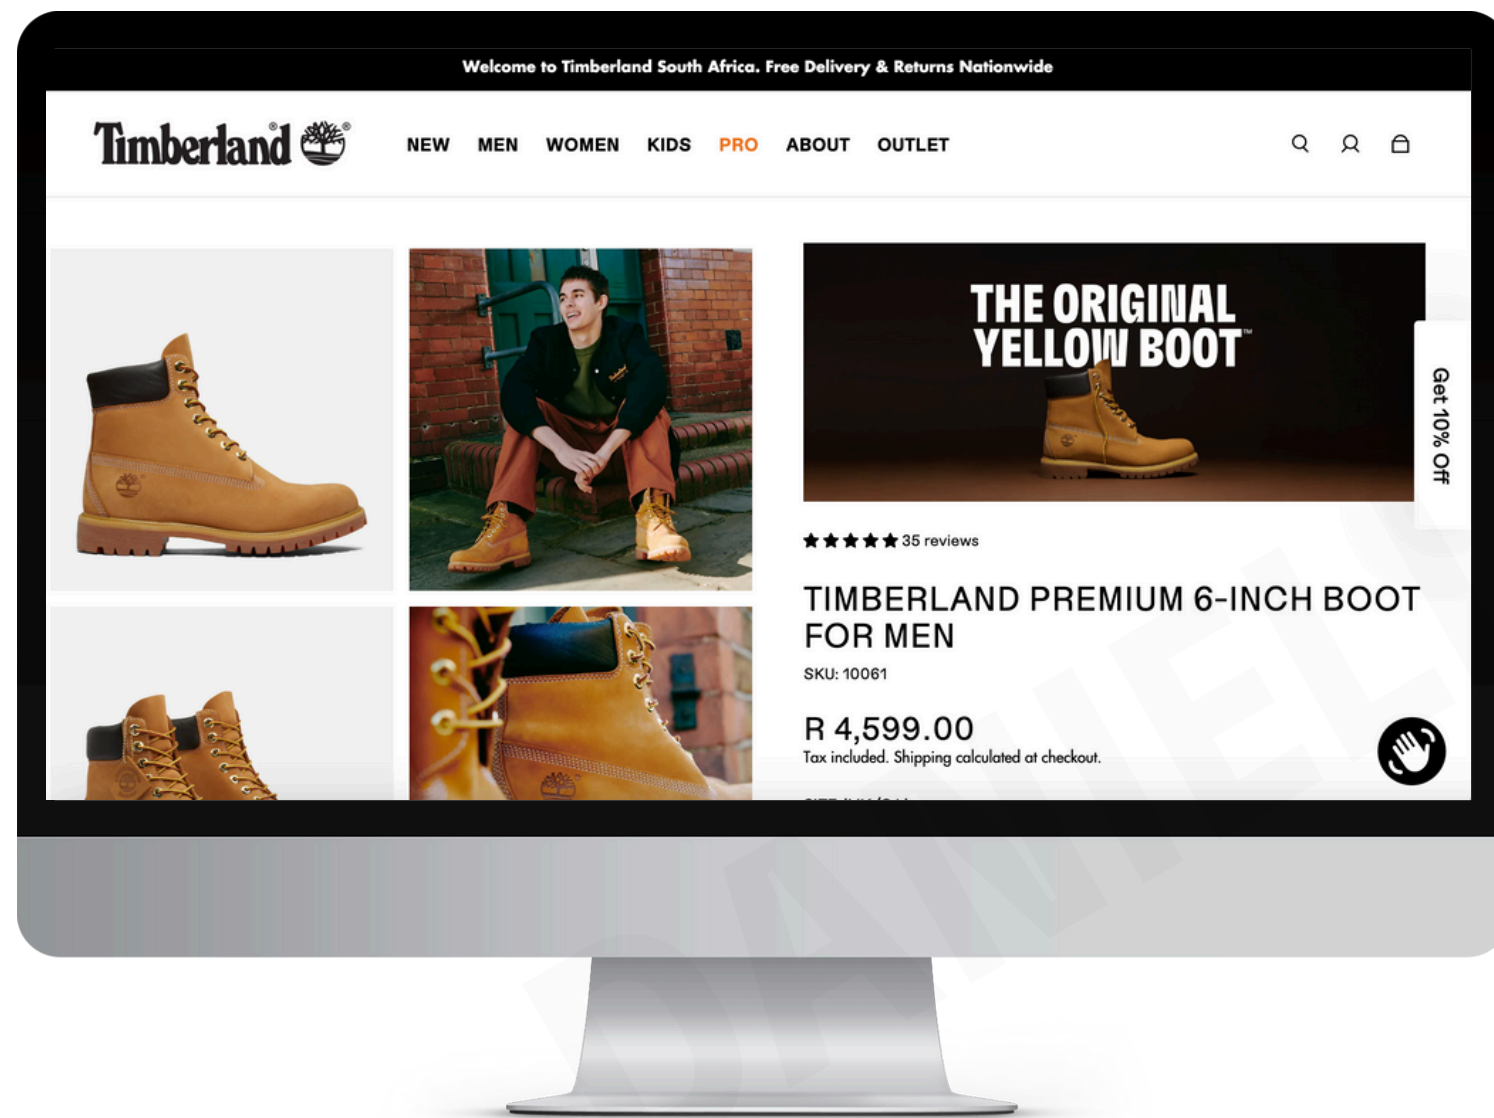 Welcome to Timberland South Africa. Free Delivery & Returns Nationwide
Timberland® ®
NEW MEN WOMEN KIDS PRO ABOUT OUTLET
THE ORIGINAL
YELLOW BOOT™
Get 10% Off
★★★★★ 35 reviews
TIMBERLAND PREMIUM 6-INCH BOOT
FOR MEN
SKU: 10061
R 4,599.00
Tax included. Shipping calculated at checkout.
DANIEL